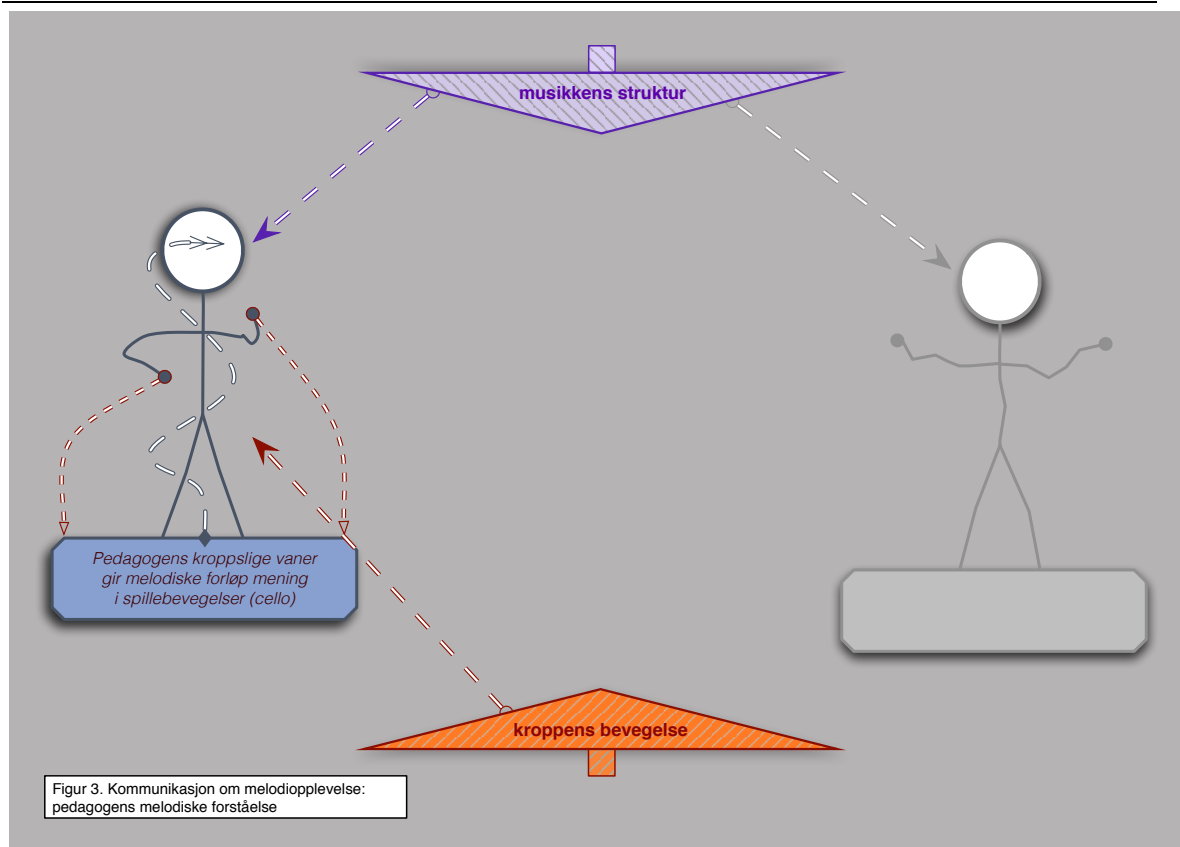 musikkens struktur
Pedagogens kroppslige vaner
gir melodiske forløp mening
i spillebevegelser (cello)
kroppens bevegelse
Figur 3. Kommunikasjon om melodiopplevelse:
pedagogens melodiske forståelse